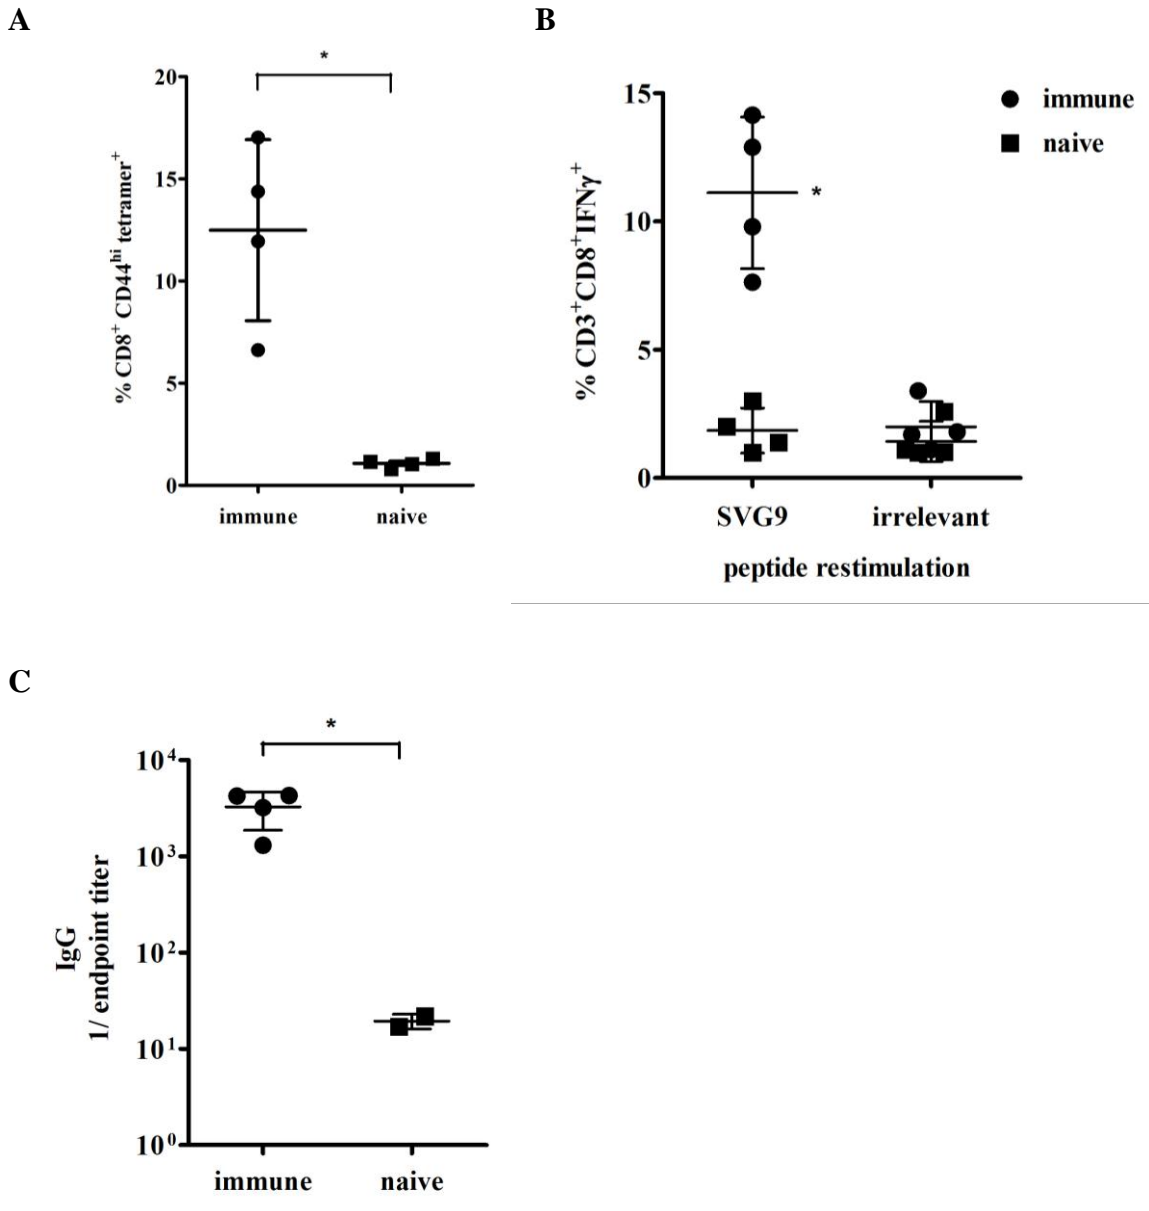 A
*
20
15
10
5
0
% CD8+ CD44hi tetramer+
immune naive
B
15
10
5
0
% CD3+CD8+IFNγ+
immune
naive
*
SVG9 irrelevant
peptide restimulation
C
*
10⁴
10³
10²
10¹
10⁰
IgG
1/ endpoint titer
immune naive